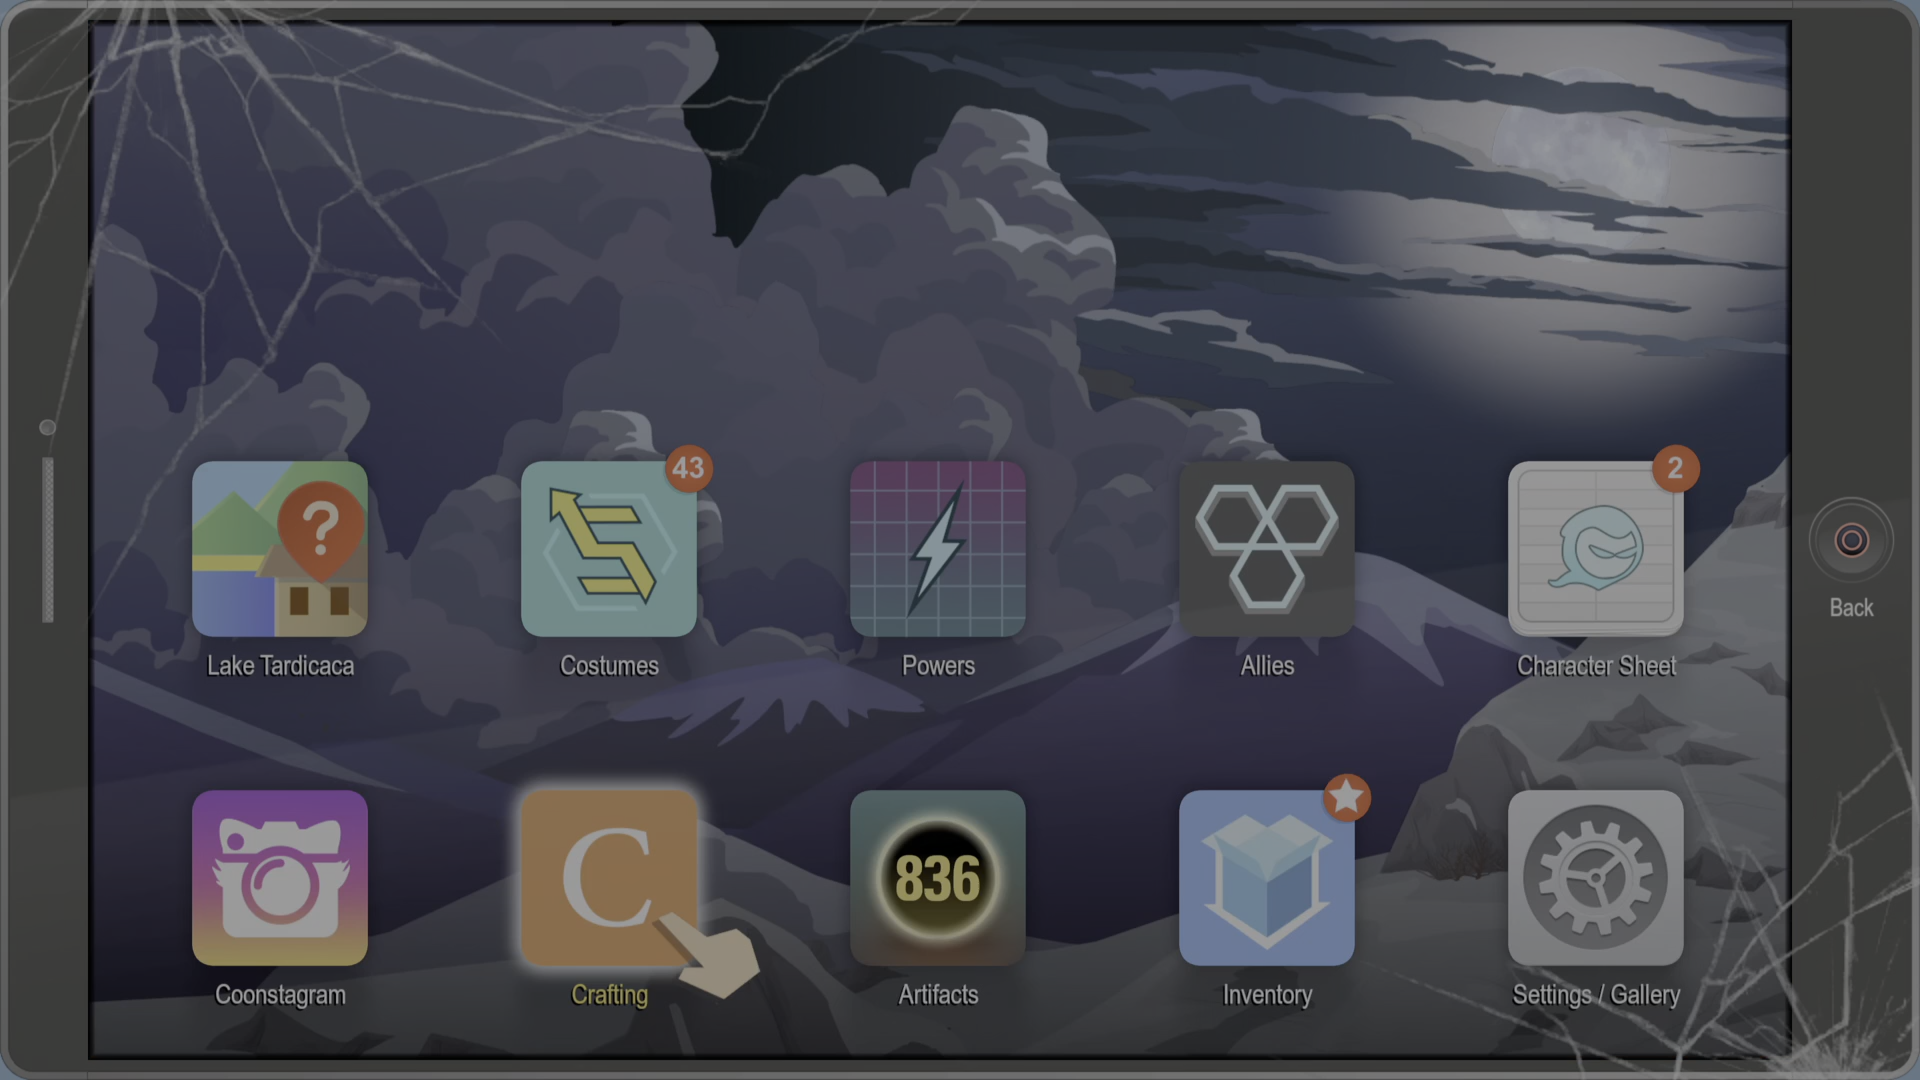 43
2
?
Lake Tardicaca
Costumes
Powers
Allies
Character Sheet
Back
C
836
Coonstagram
Crafting
Artifacts
Inventory
Settings / Gallery